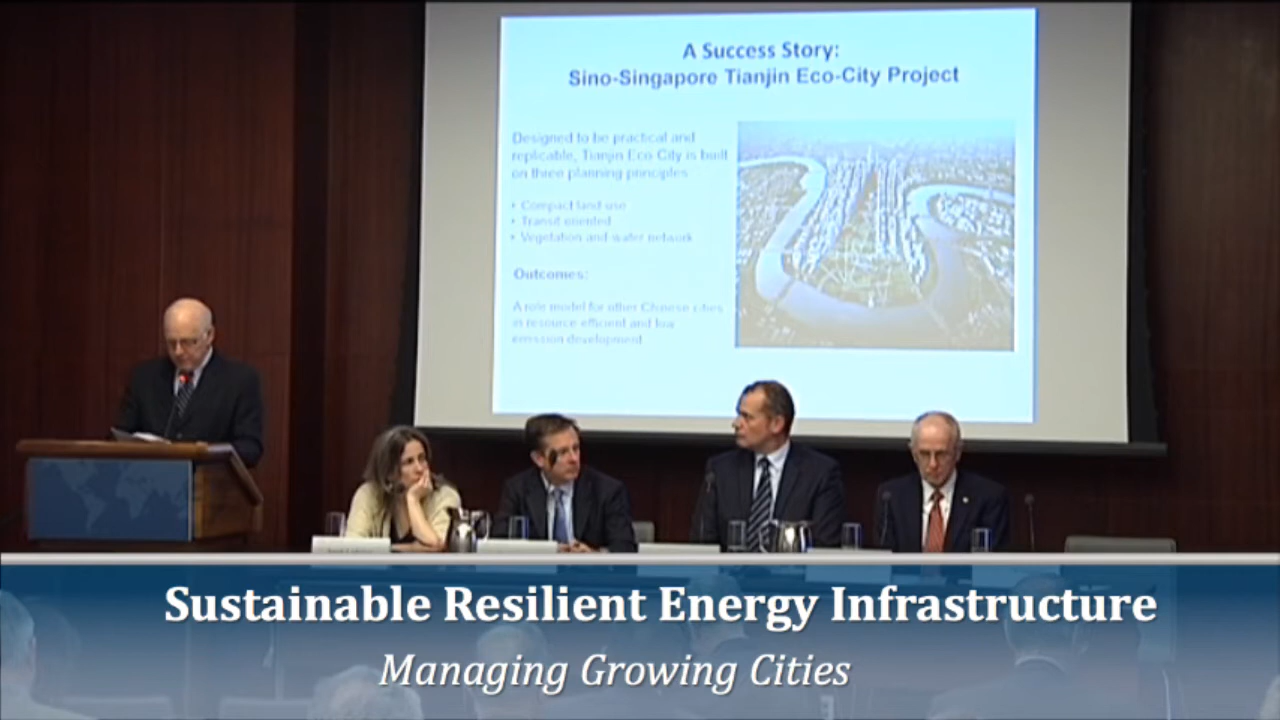 A Success Story:
Sino-Singapore Tianjin Eco-City Project
Designed to be practical and
replicable, Tianjin Eco City is built
on three planning principles
• Compact land use
• Transit oriented
• Vegetation and water network
Outcomes:
A role model for other Chinese cities
in resource efficient and low
emission development
Sustainable Resilient Energy Infrastructure
Managing Growing Cities